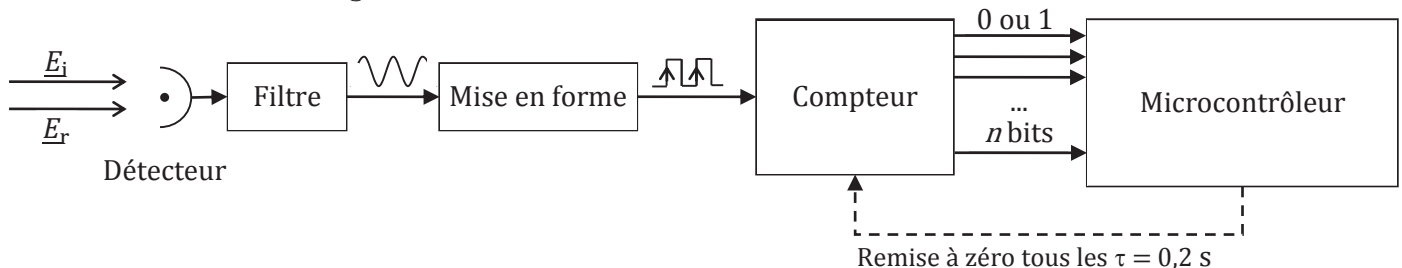 E_i
E_r
Détecteur
Filtre
Mise en forme
Compteur
0 ou 1
...
n bits
Microcontrôleur
Remise à zéro tous les τ = 0,2 s